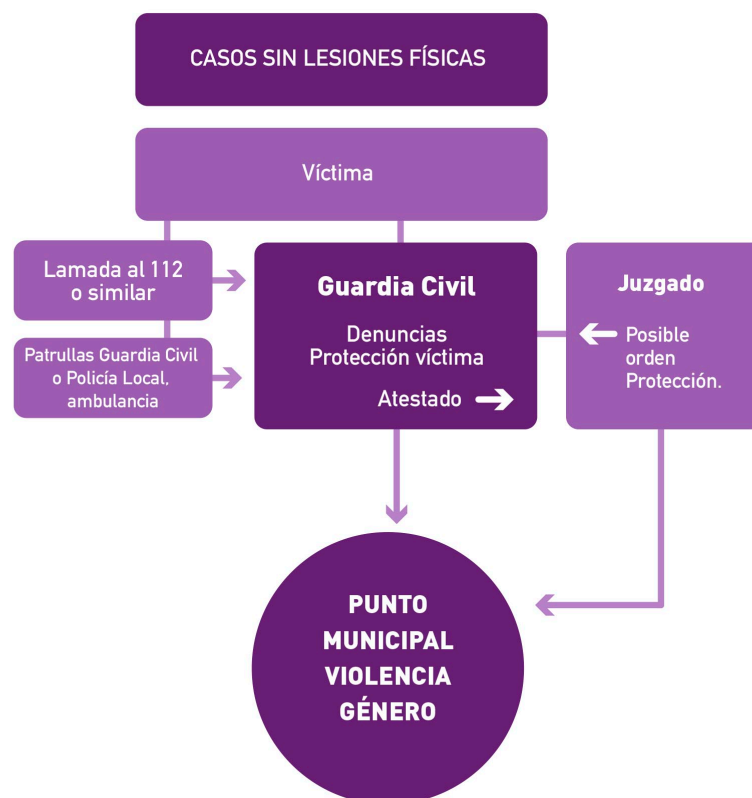 CASOS SIN LESIONES FÍSICAS
Víctima
Lamada al 112
o similar
Patrullas Guardia Civil
o Policía Local,
ambulancia
Guardia Civil
Denuncias
Protección víctima
Atestado
Juzgado
Posible
orden
Protección.
PUNTO
MUNICIPAL
VIOLENCIA
GÉNERO